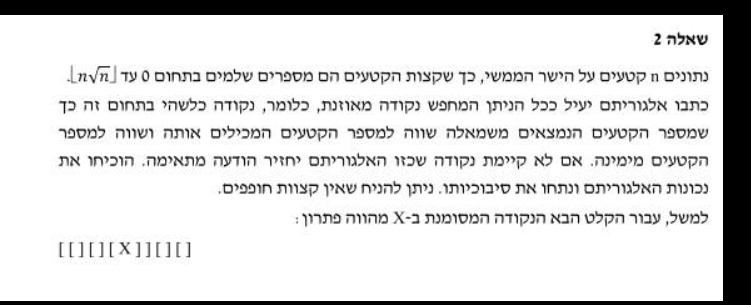 שאלה 2
נתונים n קטעים על הישר הממשי, כך שקצות הקטעים הם מספרים שלמים בתחום 0 עד ⌊n√n⌋.
כתבו אלגוריתם יעיל ככל הניתן המחפש נקודה מאוזנת, כלומר, נקודה כלשהי בתחום זה כך
שמספר הקטעים הנמצאים משמאלה שווה למספר הקטעים המכילים אותה ושווה למספר
הקטעים מימינה. אם לא קיימת נקודה שכזו האלגוריתם יחזיר הודעה מתאימה. הוכיחו את
נכונות האלגוריתם ונתחו את סיבוכיותו. ניתן להניח שאין קצוות חופפים.
למשל, עבור הקלט הבא הנקודה המסומנת ב-X מהווה פתרון:
[ [ ] [ ] [ X ] ] [ ] [ ]